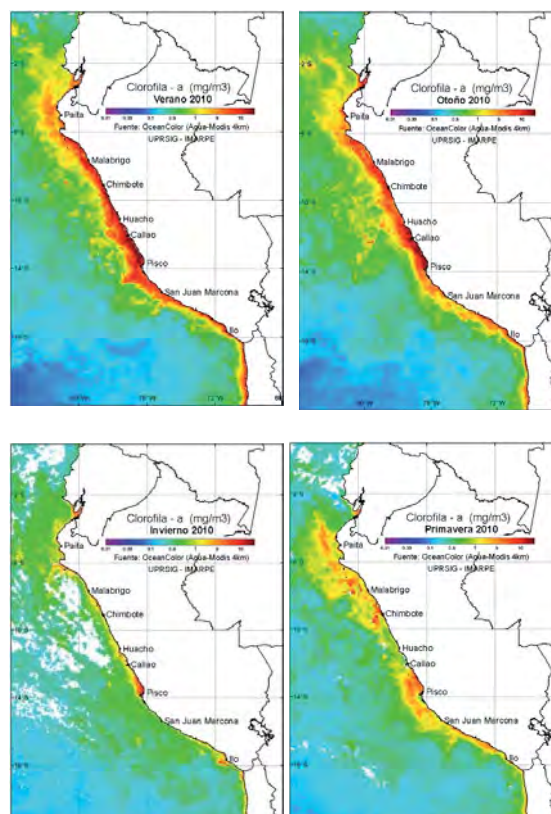 Clorofila - a (mg/m3)
Verano 2010
Fuente: OceanColor (Aqua-Modis 4km)
UPRSIG - IMARPE
Paita
Malabrigo
Chimbote
Huacho
Callao
Pisco
San Juan Marcona
Ilo
Clorofila - a (mg/m3)
Otoño 2010
Fuente: OceanColor (Aqua-Modis 4km)
UPRSIG - IMARPE
Paita
Malabrigo
Chimbote
Huacho
Callao
Pisco
San Juan Marcona
Ilo
Clorofila - a (mg/m3)
Invierno 2010
Fuente: OceanColor (Aqua-Modis 4km)
UPRSIG - IMARPE
Paita
Malabrigo
Chimbote
Huacho
Callao
Pisco
San Juan Marcona
Ilo
Clorofila - a (mg/m3)
Primavera 2010
Fuente: OceanColor (Aqua-Modis 4km)
UPRSIG - IMARPE
Paita
Malabrigo
Chimbote
Huacho
Callao
Pisco
San Juan Marcona
Ilo